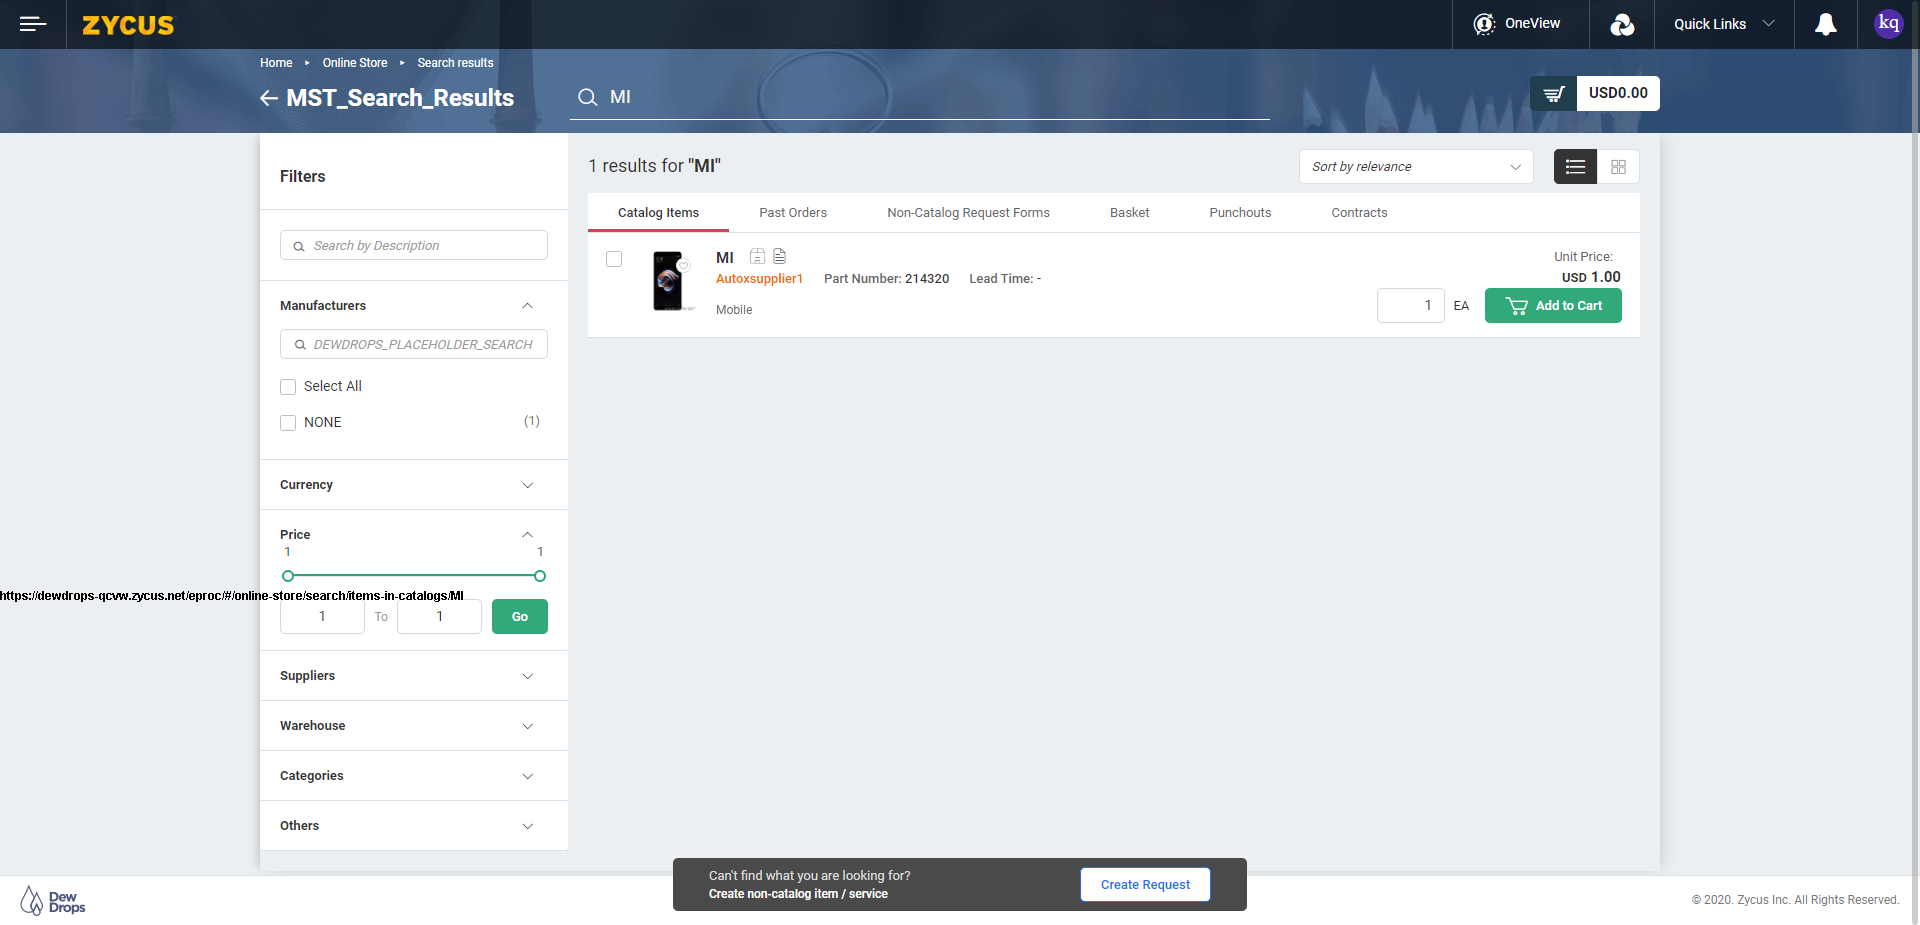 ZYCUS
OneView
Quick Links
kq
Home ▸ Online Store ▸ Search results
MST_Search_Results
MI
USD0.00
Filters
Search by Description
Manufacturers
DEWDROPS_PLACEHOLDER_SEARCH
Select All
NONE (1)
Currency
Price
1 1
https://dewdrops-qcvw.zycus.net/eproc/#/online-store/search/items-in-catalogs/MI
1 To 1 Go
Suppliers
Warehouse
Categories
Others
1 results for "MI"
Sort by relevance
Catalog Items Past Orders Non-Catalog Request Forms Basket Punchouts Contracts
MI
Autoxsupplier1 Part Number: 214320 Lead Time: -
Mobile
Unit Price:
USD 1.00
1 EA Add to Cart
Can't find what you are looking for?
Create non-catalog item / service
Create Request
Dew
Drops
© 2020. Zycus Inc. All Rights Reserved.